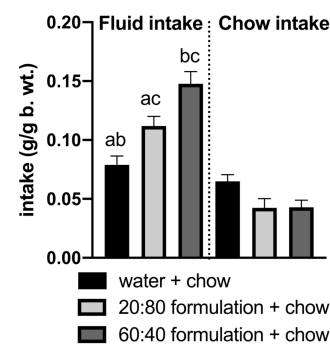 Fluid intake Chow intake
0.20
0.15
0.10
0.05
0.00
intake (g/g b. wt.)
ab
ac
bc
water + chow
20:80 formulation + chow
60:40 formulation + chow